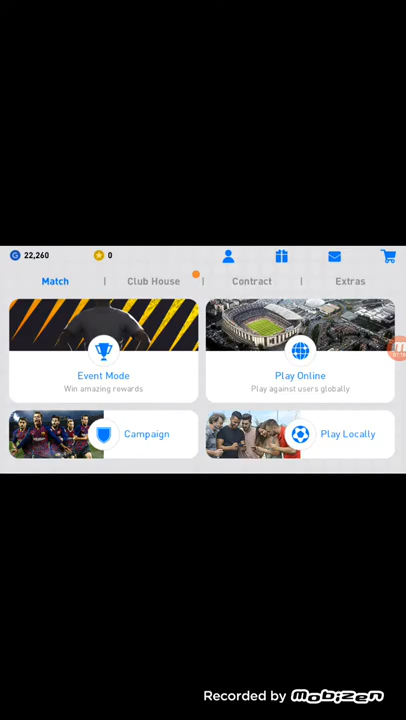 22,260
0
Match | Club House | Contract | Extras
Event Mode
Win amazing rewards
Play Online
Play against users globally
Campaign
Play Locally
Recorded by MobiZen